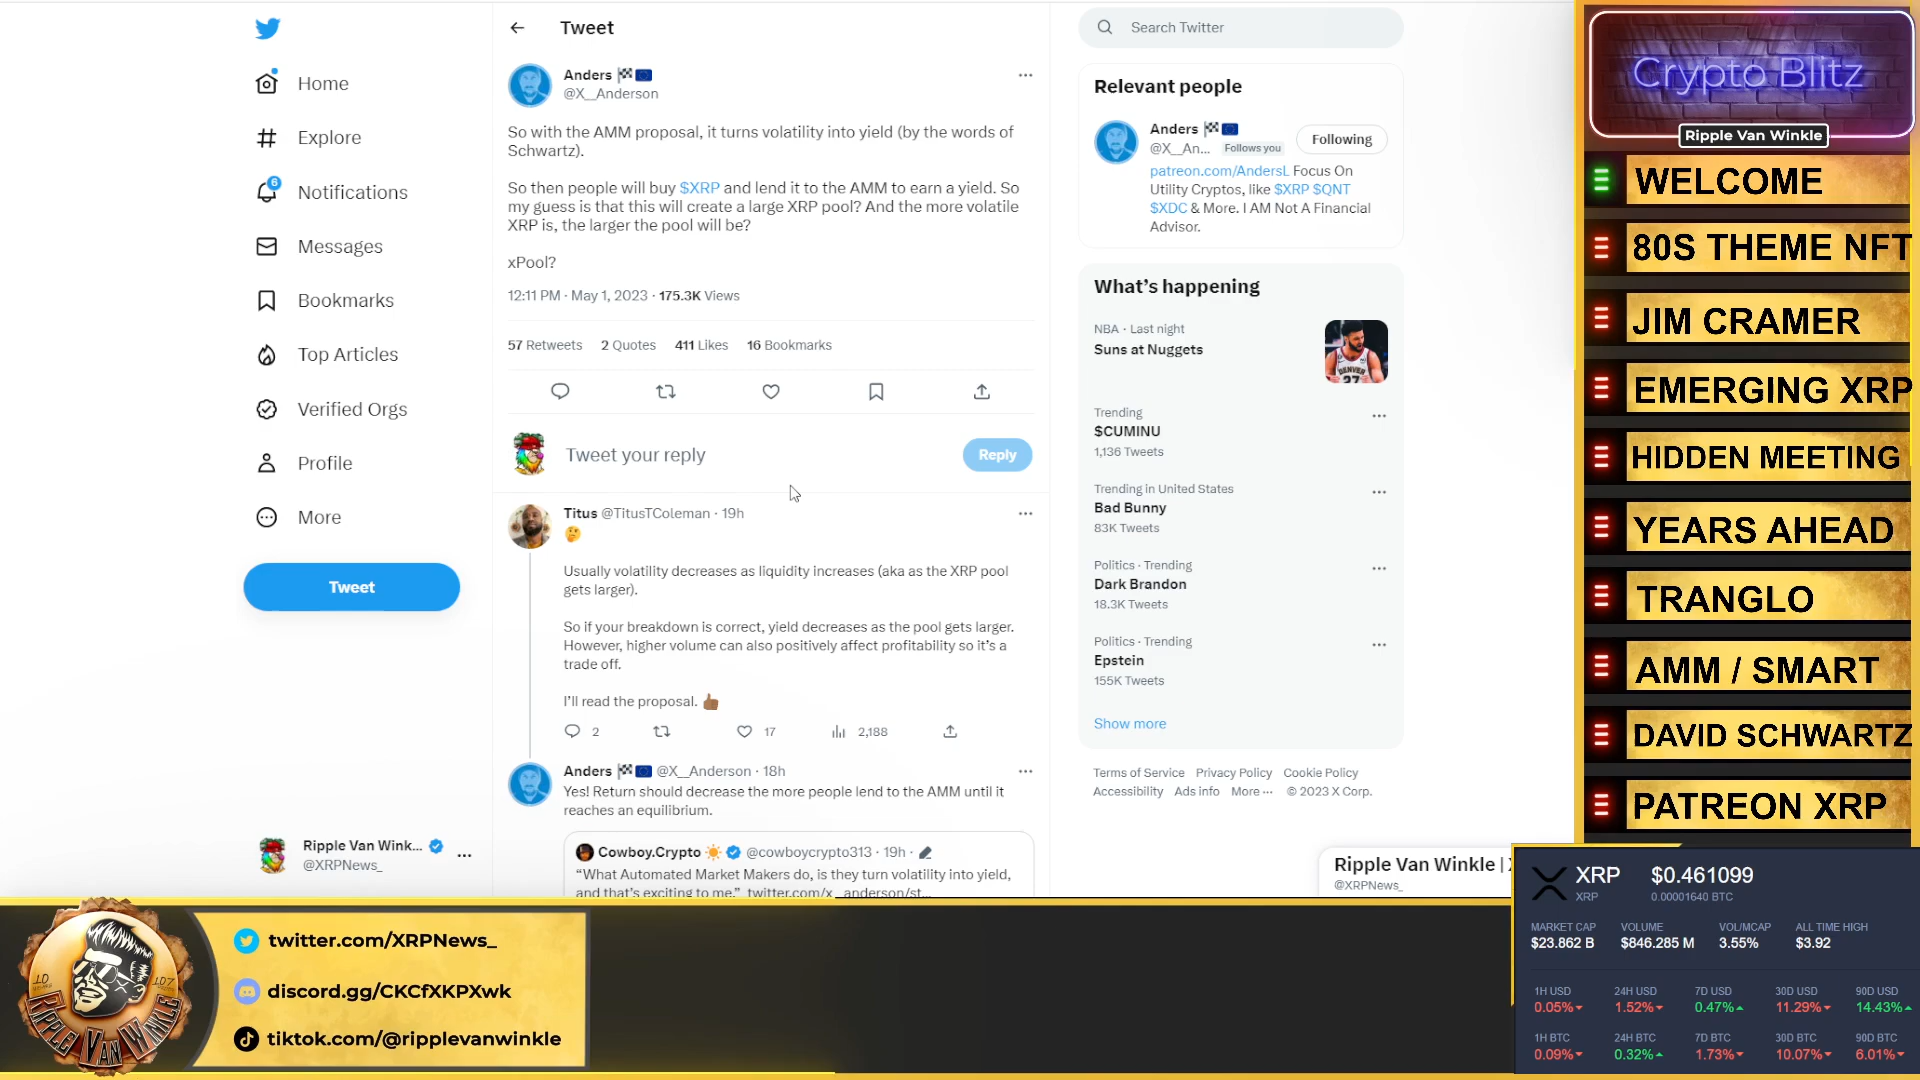 Home
Explore
6
Notifications
Messages
Bookmarks
Top Articles
Verified Orgs
Profile
More
Tweet
Ripple Van Wink...
@XRPNews_
Tweet
Anders
@X__Anderson
So with the AMM proposal, it turns volatility into yield (by the words of
Schwartz).
So then people will buy $XRP and lend it to the AMM to earn a yield. So
my guess is that this will create a large XRP pool? And the more volatile
XRP is, the larger the pool will be?
xPool?
12:11 PM · May 1, 2023 · 175.3K Views
57 Retweets 2 Quotes 411 Likes 16 Bookmarks
Tweet your reply
Reply
Titus @TitusTColeman · 19h
Usually volatility decreases as liquidity increases (aka as the XRP pool
gets larger).
So if your breakdown is correct, yield decreases as the pool gets larger.
However, higher volume can also positively affect profitability so it's a
trade off.
I'll read the proposal.
2 17 2,188
Anders @X__Anderson · 18h
Yes! Return should decrease the more people lend to the AMM until it
reaches an equilibrium.
Cowboy.Crypto @cowboycrypto313 · 19h ·
“What Automated Market Makers do, is they turn volatility into yield,
and that's exciting to me.” twitter.com/x__anderson/st...
Search Twitter
Relevant people
Anders
@X__An... Follows you
Following
patreon.com/AndersL Focus On
Utility Cryptos, like $XRP $QNT
$XDC & More. I AM Not A Financial
Advisor.
What's happening
NBA · Last night
Suns at Nuggets
DENVER
27
Trending
$CUMINU
1,136 Tweets
Trending in United States
Bad Bunny
83K Tweets
Politics · Trending
Dark Brandon
18.3K Tweets
Politics · Trending
Epstein
155K Tweets
Show more
Terms of Service Privacy Policy Cookie Policy
Accessibility Ads info More ··· © 2023 X Corp.
Ripple Van Winkle |
@XRPNews_
Crypto Blitz
Ripple Van Winkle
WELCOME
80S THEME NFT
JIM CRAMER
EMERGING XRP
HIDDEN MEETING
YEARS AHEAD
TRANGLO
AMM / SMART
DAVID SCHWARTZ
PATREON XRP
XRP $0.461099
XRP 0.00001640 BTC
MARKET CAP VOLUME VOL/MCAP ALL TIME HIGH
$23.862 B $846.285 M 3.55% $3.92
1H USD 24H USD 7D USD 30D USD 90D USD
0.05% 1.52% 0.47% 11.29% 14.43%
1H BTC 24H BTC 7D BTC 30D BTC 90D BTC
0.09% 0.32% 1.73% 10.07% 6.01%
10 107
RIPPLE VAN WINKLE
twitter.com/XRPNews_
discord.gg/CKCfXKPXwk
tiktok.com/@ripplevanwinkle